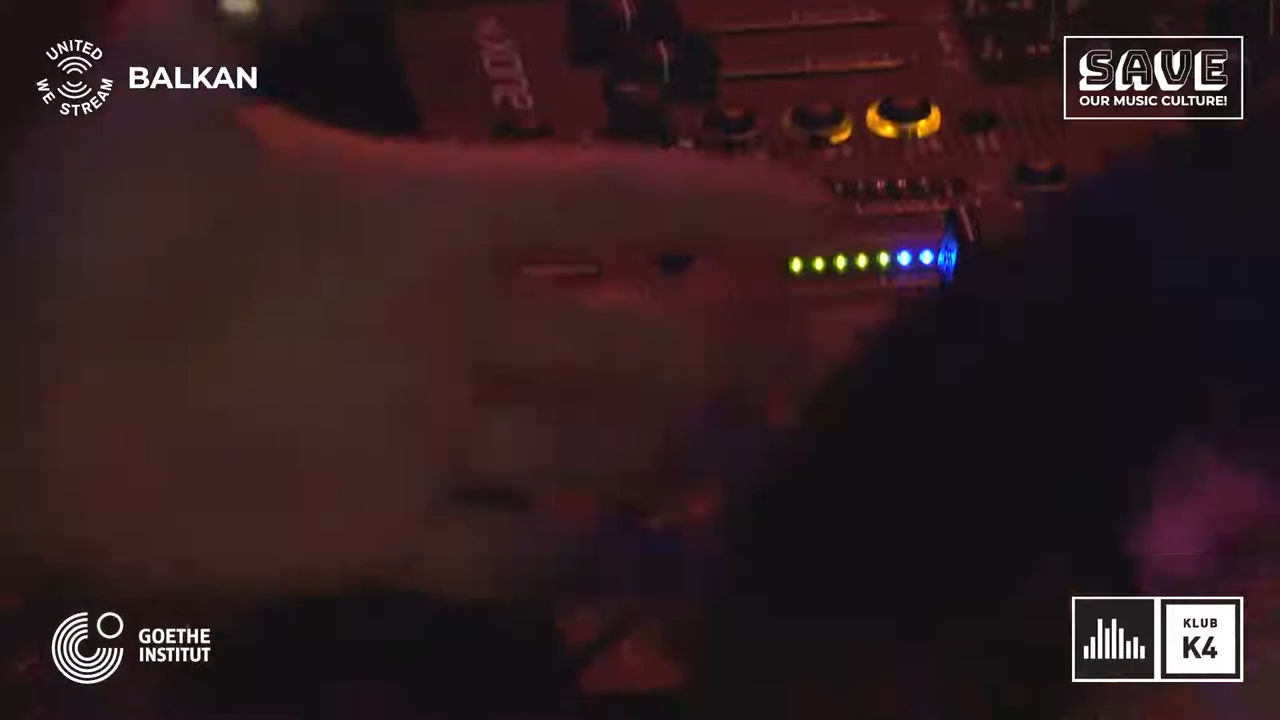 UNITED
WE STREAM
BALKAN
SAVE
OUR MUSIC CULTURE!
GOETHE
INSTITUT
KLUB
K4